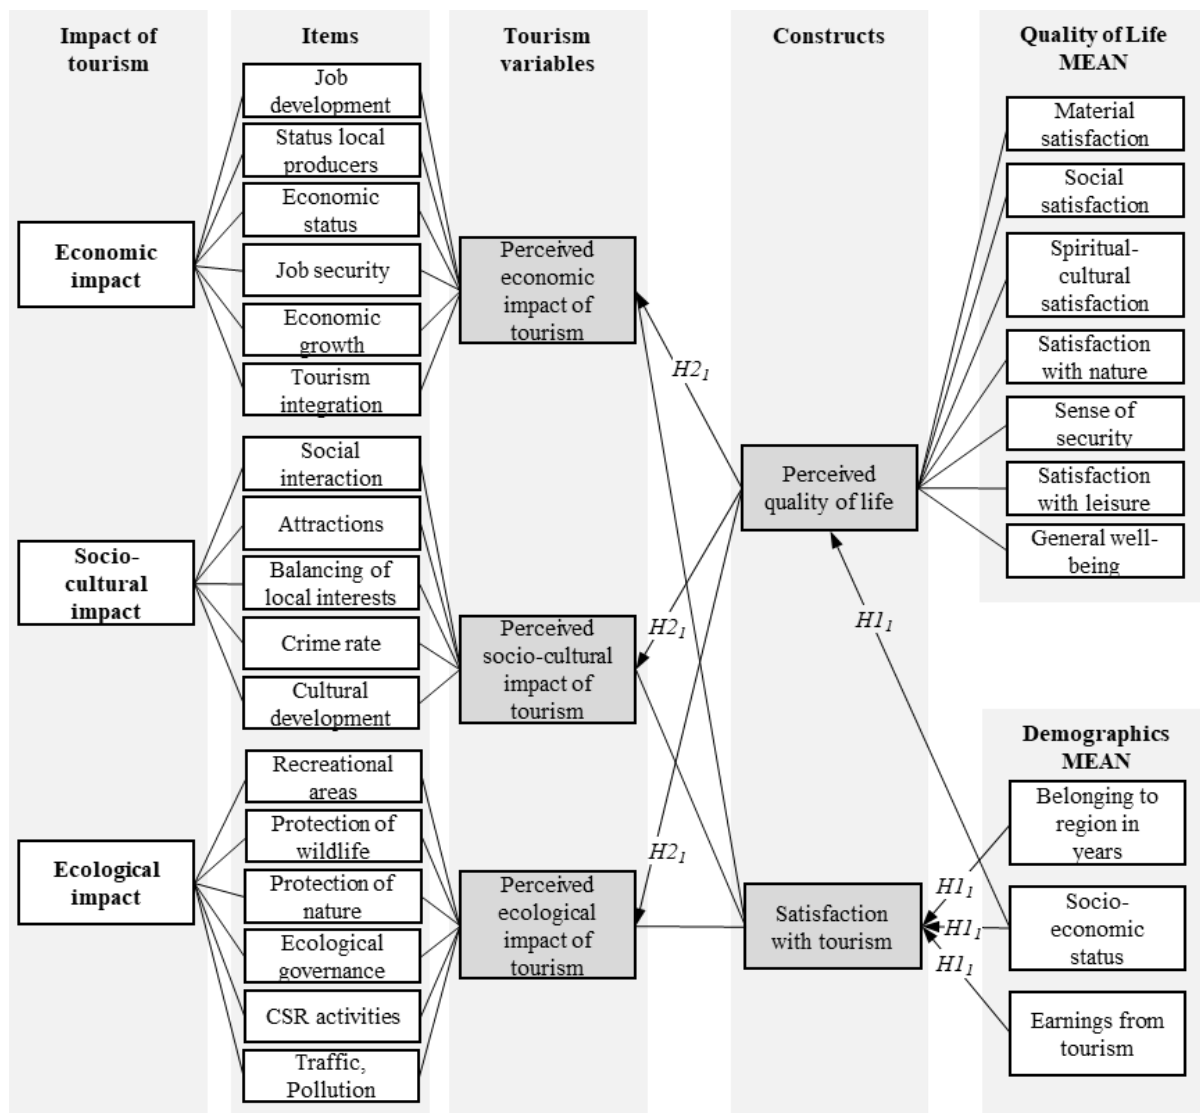 Impact of
tourism
Items
Tourism
variables
Constructs
Quality of Life
MEAN
Economic
impact
Socio-
cultural
impact
Ecological
impact
Job
development
Status local
producers
Economic
status
Job security
Economic
growth
Tourism
integration
Social
interaction
Attractions
Balancing of
local interests
Crime rate
Cultural
development
Recreational
areas
Protection of
wildlife
Protection of
nature
Ecological
governance
CSR activities
Traffic,
Pollution
Perceived
economic
impact of
tourism
Perceived
socio-cultural
impact of
tourism
Perceived
ecological
impact of
tourism
H2₁
H2₁
H2₁
Perceived
quality of life
Satisfaction
with tourism
H1₁
H1₁
H1₁
H1₁
Material
satisfaction
Social
satisfaction
Spiritual-
cultural
satisfaction
Satisfaction
with nature
Sense of
security
Satisfaction
with leisure
General well-
being
Demographics
MEAN
Belonging to
region in
years
Socio-
economic
status
Earnings from
tourism